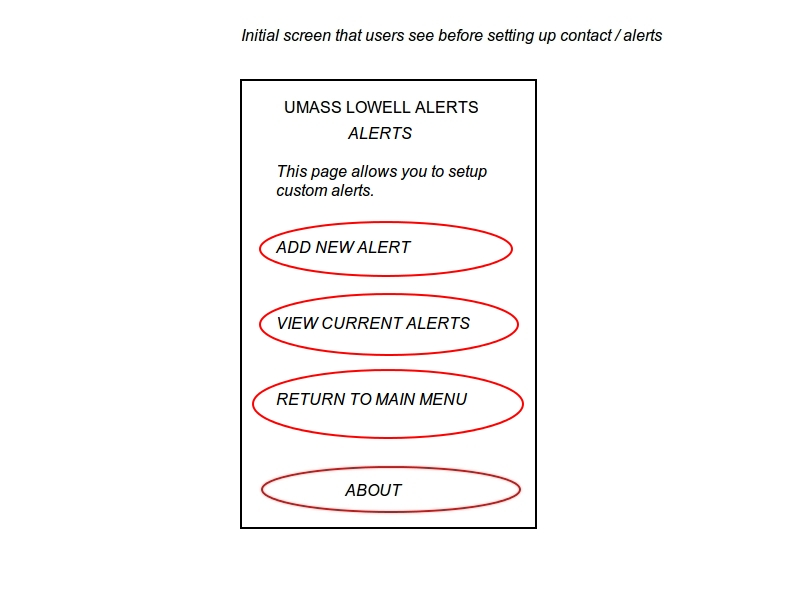 Initial screen that users see before setting up contact / alerts
UMASS LOWELL ALERTS
ALERTS
This page allows you to setup
custom alerts.
ADD NEW ALERT
VIEW CURRENT ALERTS
RETURN TO MAIN MENU
ABOUT